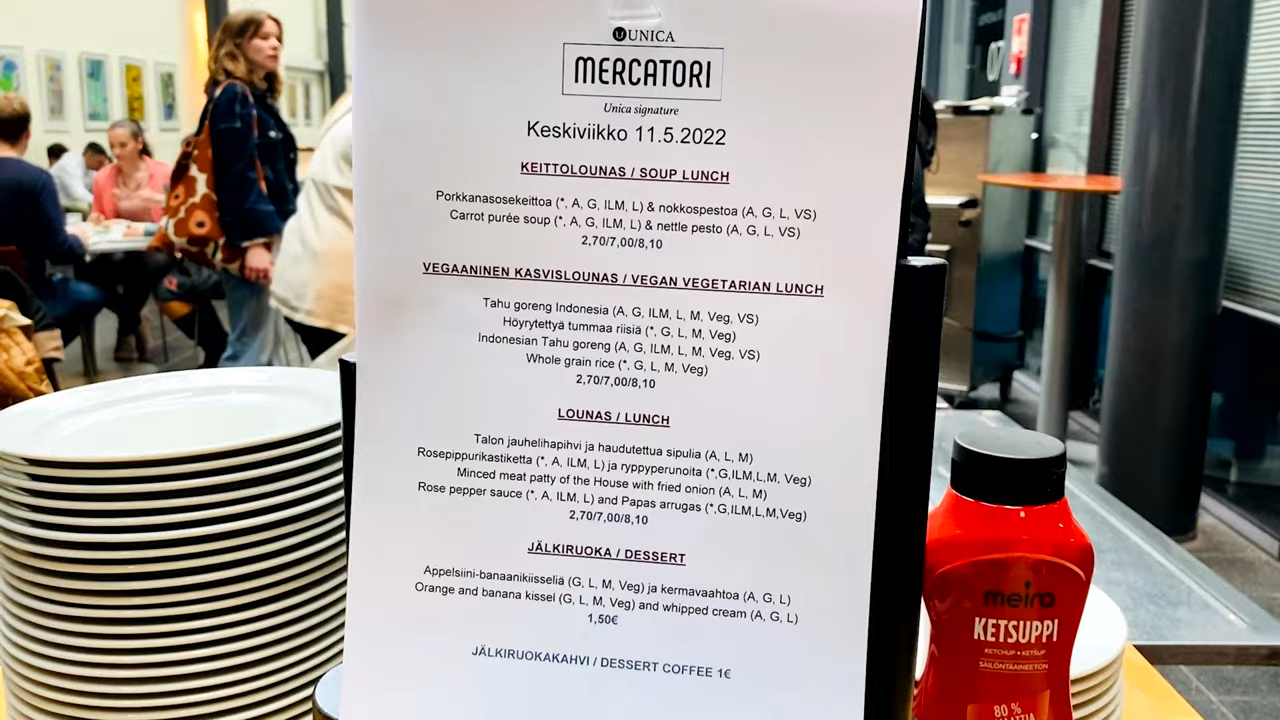 UNICA
MERCATORI
Unica signature
Keskiviikko 11.5.2022
KEITTOLOUNAS / SOUP LUNCH
Porkkanasosekeittoa (*, A, G, ILM, L) & nokkospestoa (A, G, L, VS)
Carrot purée soup (*, A, G, ILM, L) & nettle pesto (A, G, L, VS)
2,70/7,00/8,10
VEGAANINEN KASVISLOUNAS / VEGAN VEGETARIAN LUNCH
Tahu goreng Indonesia (A, G, ILM, L, M, Veg, VS)
Höyrytettyä tummaa riisiä (*, G, L, M, Veg)
Indonesian Tahu goreng (A, G, ILM, L, M, Veg, VS)
Whole grain rice (*, G, L, M, Veg)
2,70/7,00/8,10
LOUNAS / LUNCH
Talon jauhelihapihvi ja haudutettua sipulia (A, L, M)
Rosepippurikastiketta (*, A, ILM, L) ja ryppyperunoita (*,G,ILM,L,M, Veg)
Minced meat patty of the House with fried onion (A, L, M)
Rose pepper sauce (*, A, ILM, L) and Papas arrugas (*,G,ILM,L,M,Veg)
2,70/7,00/8,10
JÄLKIRUOKA / DESSERT
Appelsiini-banaanikiisseliä (G, L, M, Veg) ja kermavaahtoa (A, G, L)
Orange and banana kissel (G, L, M, Veg) and whipped cream (A, G, L)
1,50€
JÄLKIRUOKAKAHVI / DESSERT COFFEE 1€
07
meira
KETSUPPI
KETCHUP • KETSUP
SÄILÖNTÄAINEETON
80 %